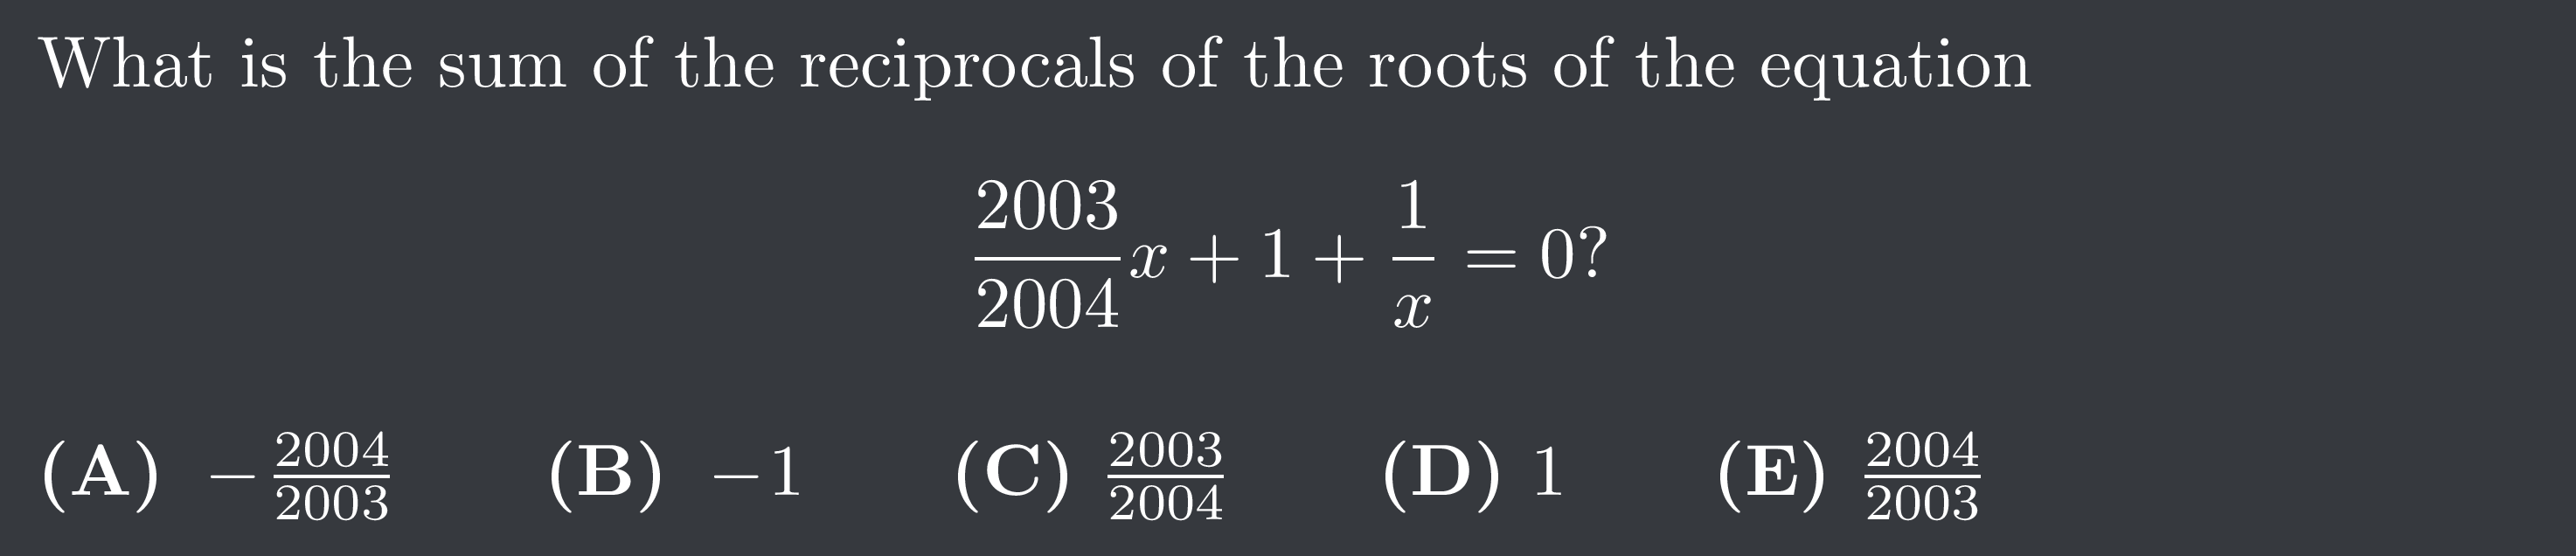 What is the sum of the reciprocals of the roots of the equation
\frac{2003}{2004}x + 1 + \frac{1}{x} = 0?
(A) -\frac{2004}{2003} (B) -1 (C) \frac{2003}{2004} (D) 1 (E) \frac{2004}{2003}